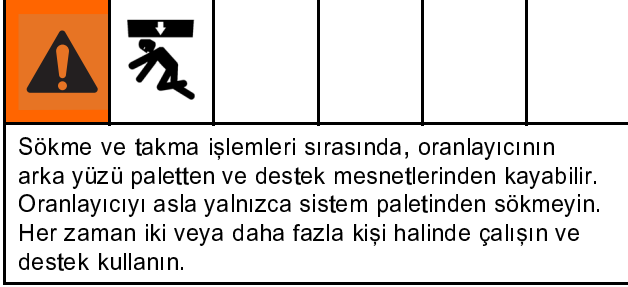 Sökme ve takma işlemleri sırasında, oranlayıcının
arka yüzü paletten ve destek mesnetlerinden kayabilir.
Oranlayıcıyı asla yalnızca sistem paletinden sökmeyin.
Her zaman iki veya daha fazla kişi halinde çalışın ve
destek kullanın.